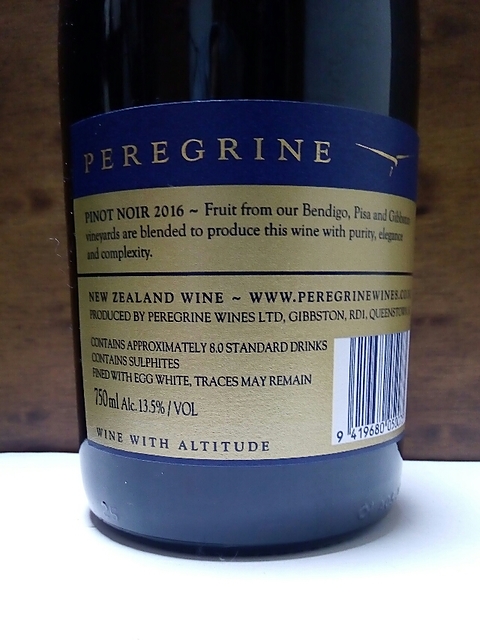 PEREGRINE
PINOT NOIR 2016 ~ Fruit from our Bendigo, Pisa and Gibbston
vineyards are blended to produce this wine with purity, elegance
and complexity.
NEW ZEALAND WINE ~ WWW.PEREGRINEWINES.CO
PRODUCED BY PEREGRINE WINES LTD, GIBBSTON, RD1, QUEENSTOWN
CONTAINS APPROXIMATELY 8.0 STANDARD DRINKS
CONTAINS SULPHITES
FINED WITH EGG WHITE, TRACES MAY REMAIN
750ml Alc.13.5% / VOL
9 419680
WINE WITH ALTITUDE